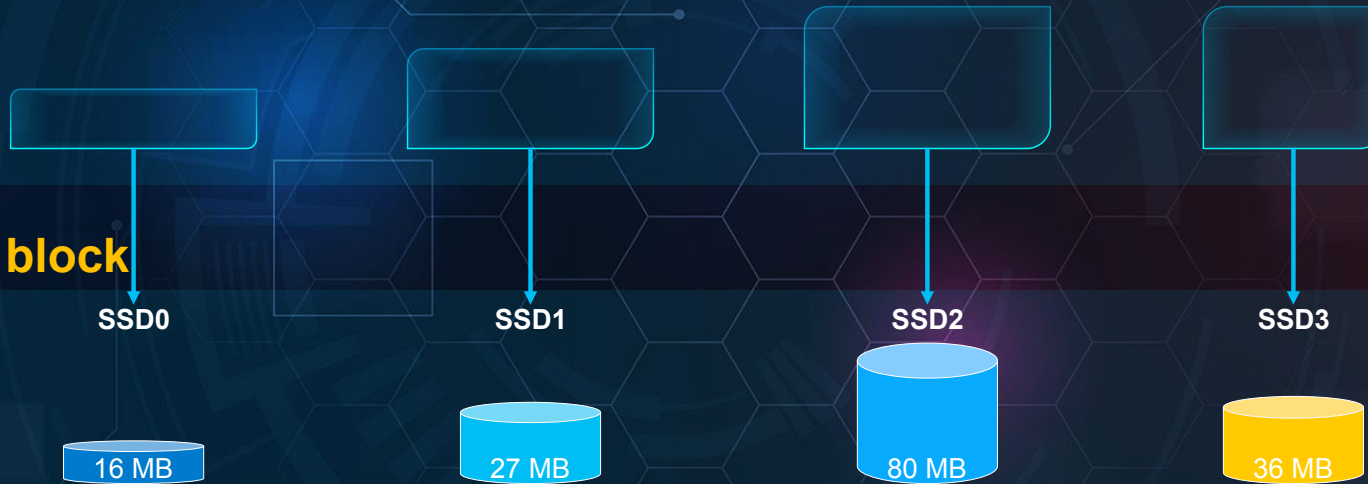 block
SSD0
SSD1
SSD2
SSD3
16 MB
27 MB
80 MB
36 MB